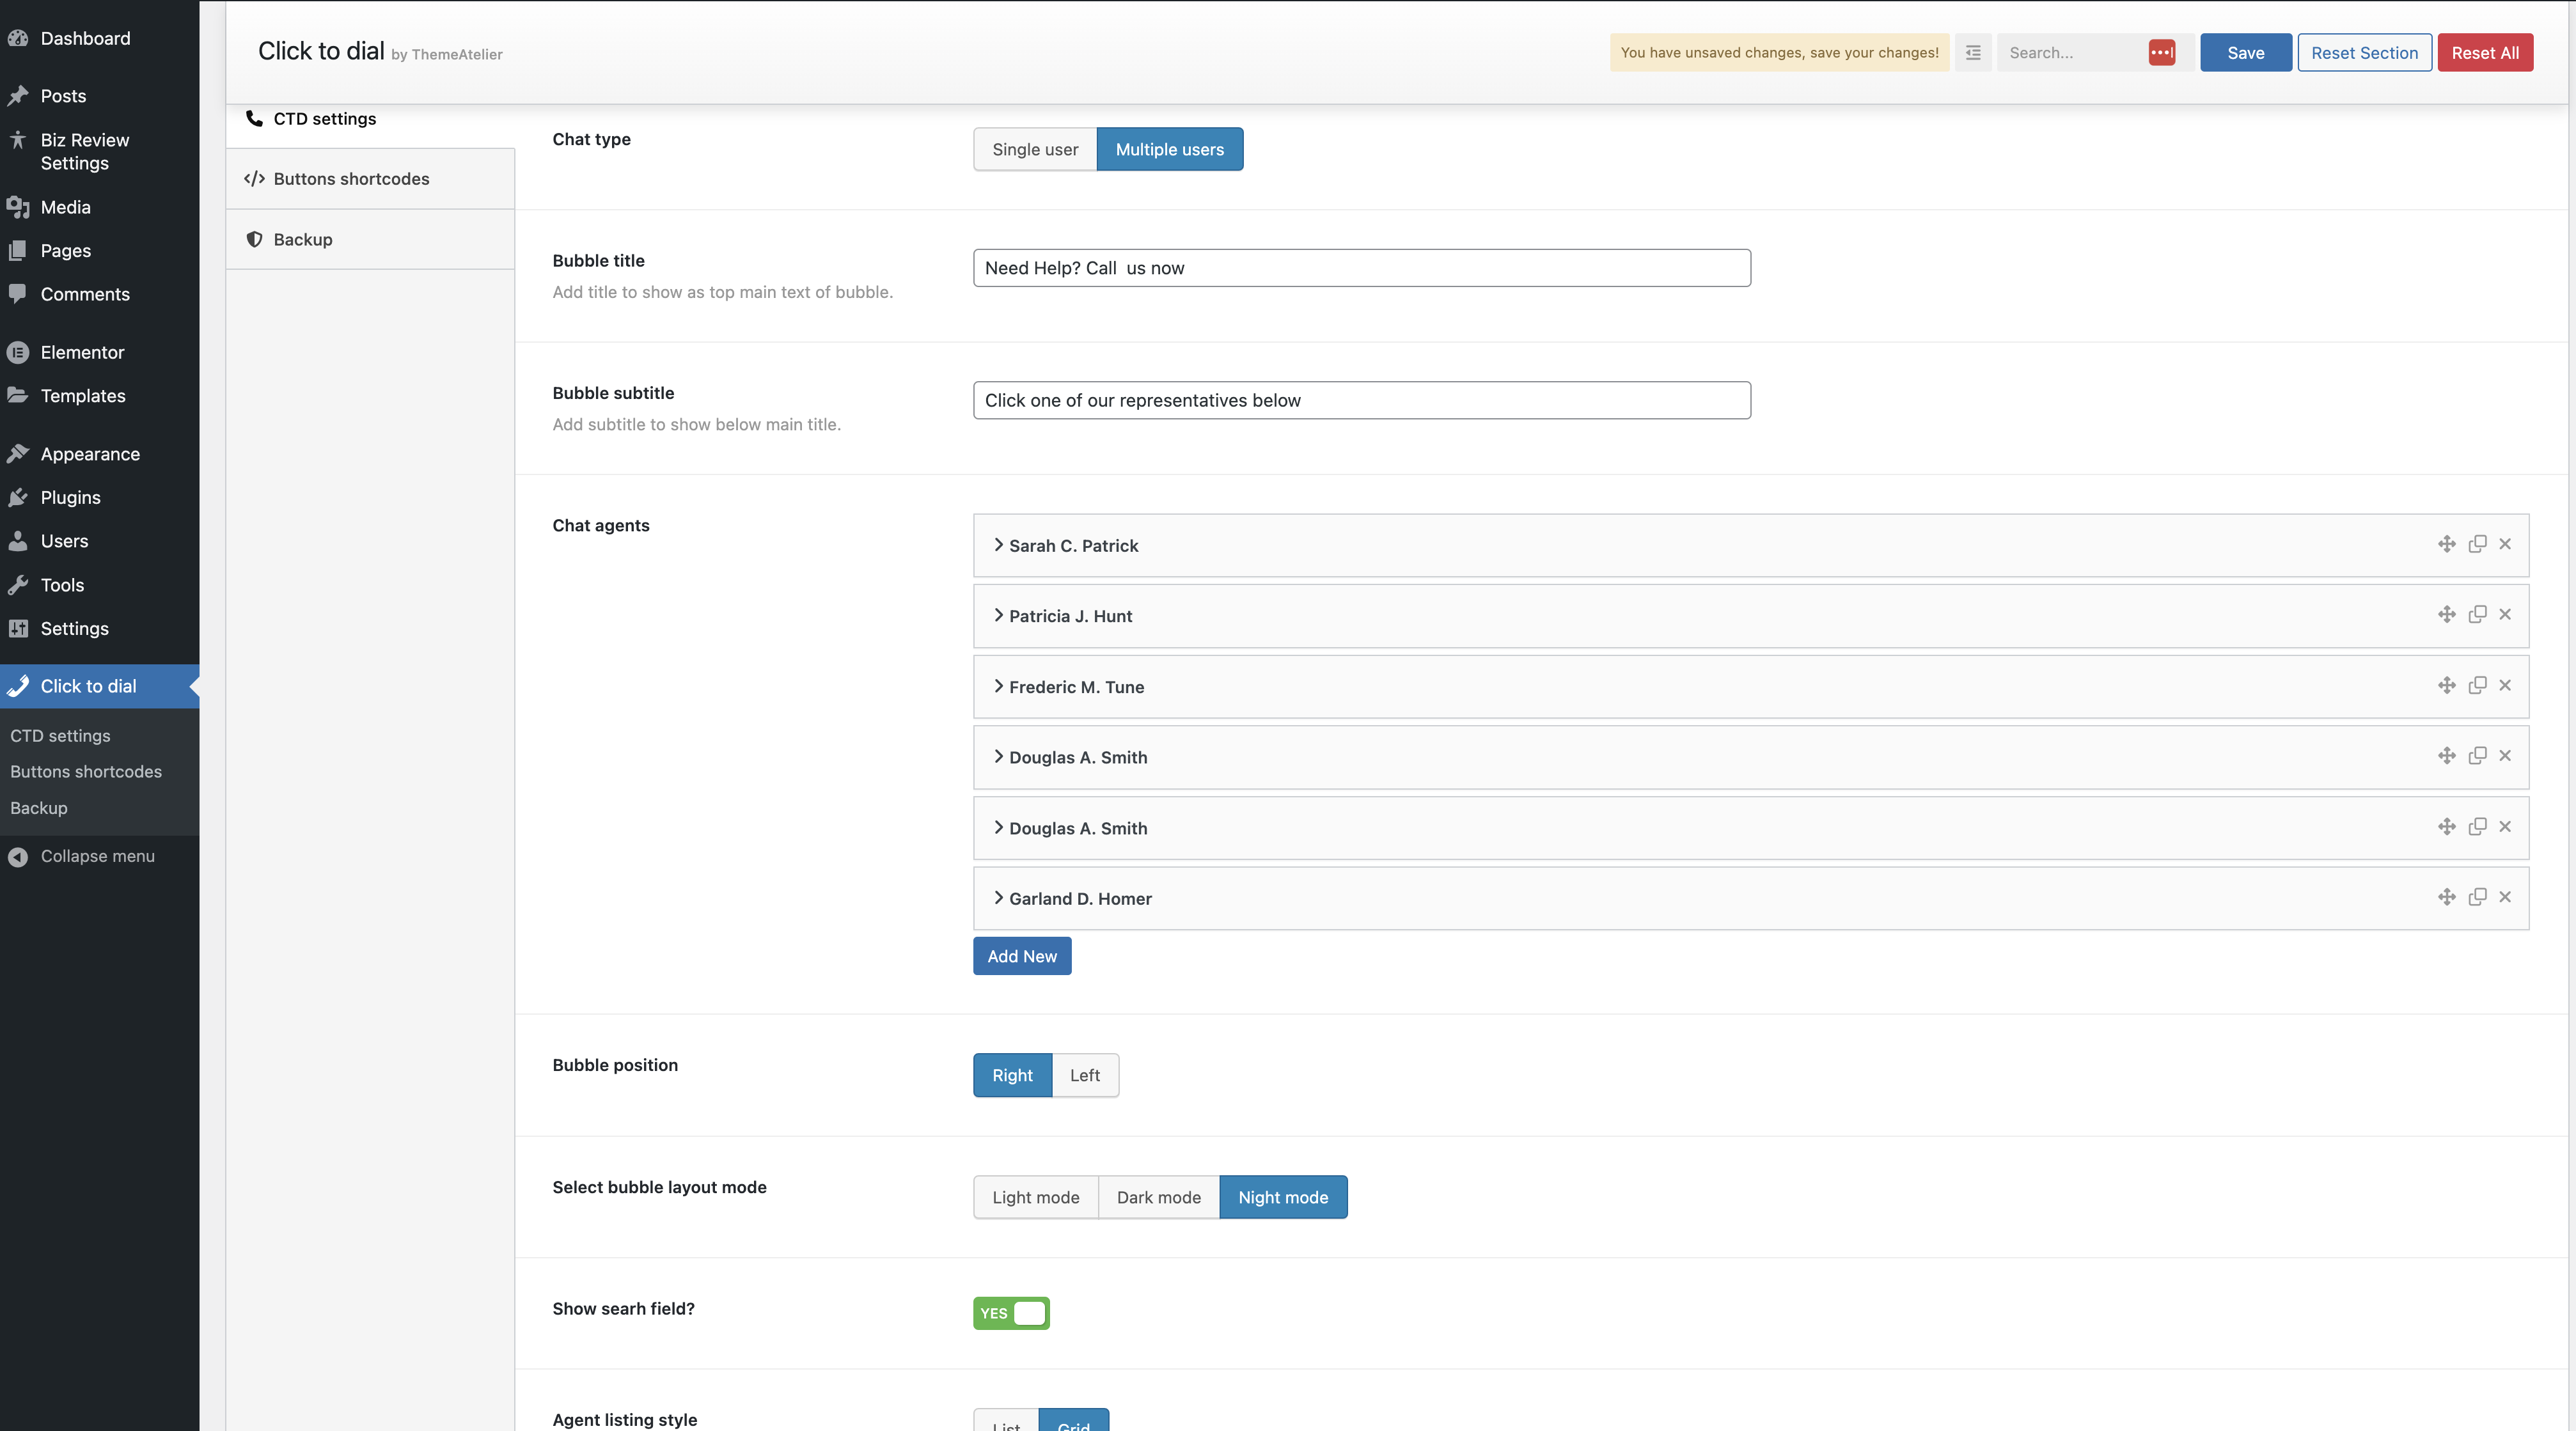 Dashboard
Posts
Biz Review
Settings
Media
Pages
Comments
Elementor
Templates
Appearance
Plugins
Users
Tools
Settings
Click to dial
CTD settings
Buttons shortcodes
Backup
Collapse menu
Click to dial by ThemeAtelier
You have unsaved changes, save your changes!
Search...
Save
Reset Section
Reset All
CTD settings
Buttons shortcodes
Backup
Chat type
Single user
Multiple users
Bubble title
Add title to show as top main text of bubble.
Need Help? Call  us now
Bubble subtitle
Add subtitle to show below main title.
Click one of our representatives below
Chat agents
Sarah C. Patrick
Patricia J. Hunt
Frederic M. Tune
Douglas A. Smith
Douglas A. Smith
Garland D. Homer
Add New
Bubble position
Right
Left
Select bubble layout mode
Light mode
Dark mode
Night mode
Show searh field?
YES
Agent listing style
List
Grid